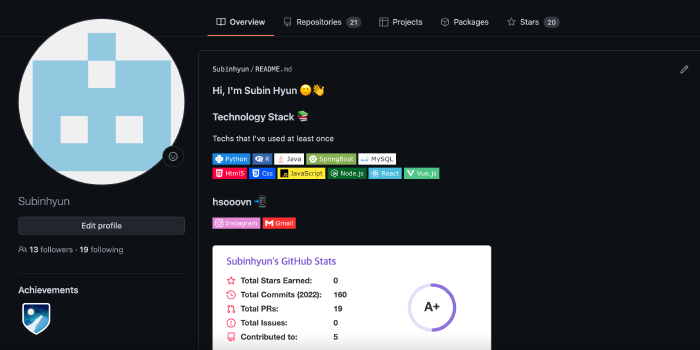 Overview Repositories 21 Projects Packages Stars 20
Subinhyun/README.md
Hi, I'm Subin Hyun 🙂👋
Technology Stack 📚
Techs that I've used at least once
Python R Java SpringBoot MySQL
Html5 Css JavaScript Node.js React Vue.js
hsooovn 📲
Instagram Gmail
Subinhyun
Edit profile
13 followers · 19 following
Achievements
Subinhyun's GitHub Stats
Total Stars Earned: 0
Total Commits (2022): 160
Total PRs: 19
Total Issues: 0
Contributed to: 5
A+